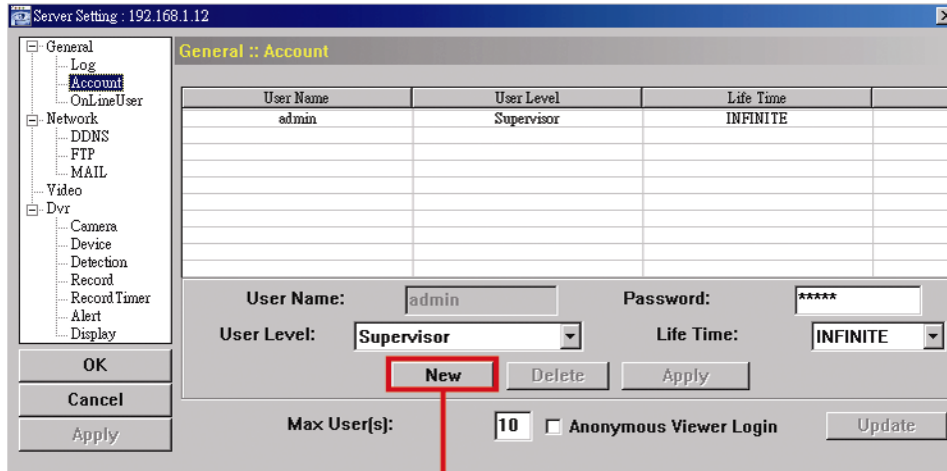 Server Setting : 192.168.1.12
General
Log
Account
OnLineUser
Network
DDNS
FTP
MAIL
Video
Dvr
Camera
Device
Detection
Record
Record Timer
Alert
Display
OK
Cancel
Apply
General :: Account
User Name User Level Life Time
admin Supervisor INFINITE
User Name: admin Password: *****
User Level: Supervisor Life Time: INFINITE
New Delete Apply
Max User(s): 10 Anonymous Viewer Login Update